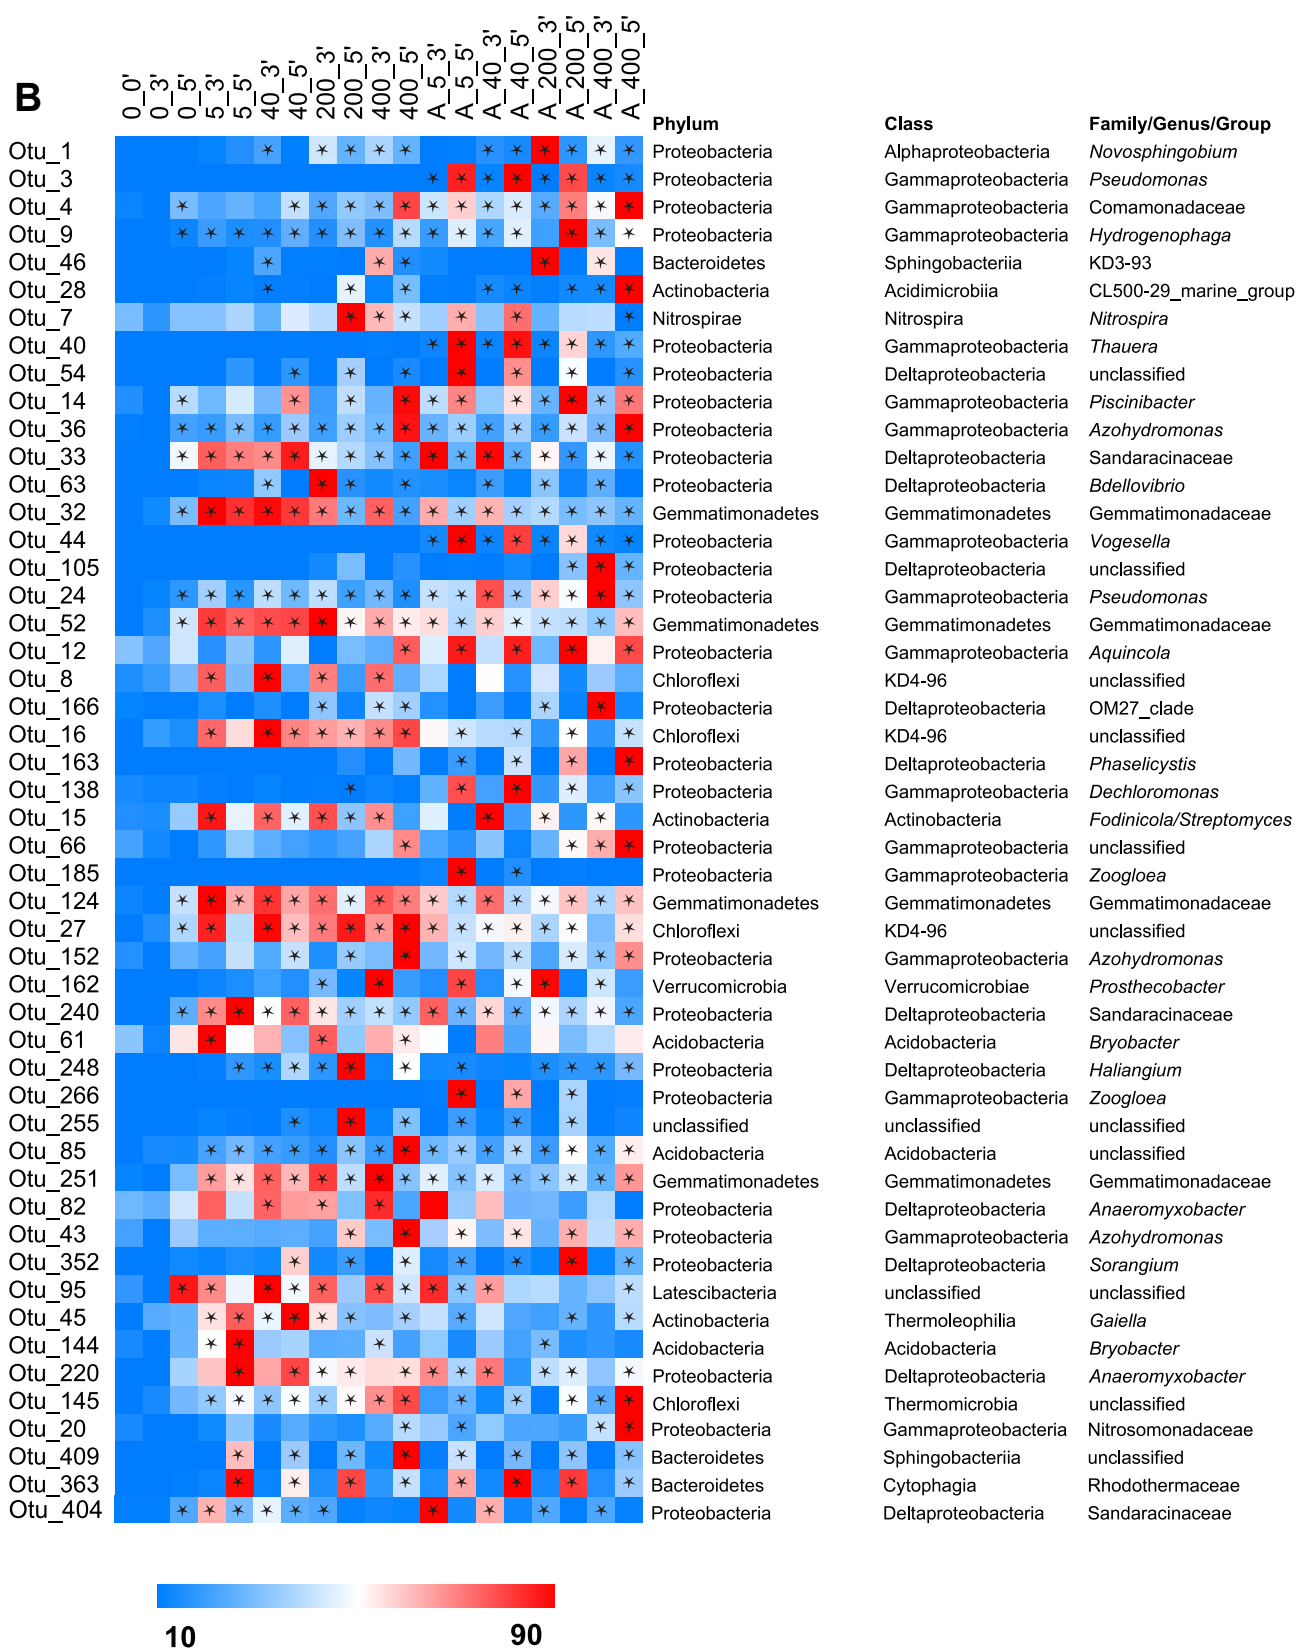 B
0_0' 0_3' 0_5' 5_3' 5_5' 40_3' 40_5' 200_3' 200_5' 400_3' 400_5' A_5_3' A_5_5' A_40_3' A_40_5' A_200_3' A_200_5' A_400_3' A_400_5'
Phylum Class Family/Genus/Group
Otu_1 Proteobacteria Alphaproteobacteria Novosphingobium
Otu_3 Proteobacteria Gammaproteobacteria Pseudomonas
Otu_4 Proteobacteria Gammaproteobacteria Comamonadaceae
Otu_9 Proteobacteria Gammaproteobacteria Hydrogenophaga
Otu_46 Bacteroidetes Sphingobacteriia KD3-93
Otu_28 Actinobacteria Acidimicrobiia CL500-29_marine_group
Otu_7 Nitrospirae Nitrospira Nitrospira
Otu_40 Proteobacteria Gammaproteobacteria Thauera
Otu_54 Proteobacteria Deltaproteobacteria unclassified
Otu_14 Proteobacteria Gammaproteobacteria Piscinibacter
Otu_36 Proteobacteria Gammaproteobacteria Azohydromonas
Otu_33 Proteobacteria Deltaproteobacteria Sandaracinaceae
Otu_63 Proteobacteria Deltaproteobacteria Bdellovibrio
Otu_32 Gemmatimonadetes Gemmatimonadetes Gemmatimonadaceae
Otu_44 Proteobacteria Gammaproteobacteria Vogesella
Otu_105 Proteobacteria Deltaproteobacteria unclassified
Otu_24 Proteobacteria Gammaproteobacteria Pseudomonas
Otu_52 Gemmatimonadetes Gemmatimonadetes Gemmatimonadaceae
Otu_12 Proteobacteria Gammaproteobacteria Aquincola
Otu_8 Chloroflexi KD4-96 unclassified
Otu_166 Proteobacteria Deltaproteobacteria OM27_clade
Otu_16 Chloroflexi KD4-96 unclassified
Otu_163 Proteobacteria Deltaproteobacteria Phaselicystis
Otu_138 Proteobacteria Gammaproteobacteria Dechloromonas
Otu_15 Actinobacteria Actinobacteria Fodinicola/Streptomyces
Otu_66 Proteobacteria Gammaproteobacteria unclassified
Otu_185 Proteobacteria Gammaproteobacteria Zoogloea
Otu_124 Gemmatimonadetes Gemmatimonadetes Gemmatimonadaceae
Otu_27 Chloroflexi KD4-96 unclassified
Otu_152 Proteobacteria Gammaproteobacteria Azohydromonas
Otu_162 Verrucomicrobia Verrucomicrobiae Prosthecobacter
Otu_240 Proteobacteria Deltaproteobacteria Sandaracinaceae
Otu_61 Acidobacteria Acidobacteria Bryobacter
Otu_248 Proteobacteria Deltaproteobacteria Haliangium
Otu_266 Proteobacteria Gammaproteobacteria Zoogloea
Otu_255 unclassified unclassified unclassified
Otu_85 Acidobacteria Acidobacteria unclassified
Otu_251 Gemmatimonadetes Gemmatimonadetes Gemmatimonadaceae
Otu_82 Proteobacteria Deltaproteobacteria Anaeromyxobacter
Otu_43 Proteobacteria Gammaproteobacteria Azohydromonas
Otu_352 Proteobacteria Deltaproteobacteria Sorangium
Otu_95 Latescibacteria unclassified unclassified
Otu_45 Actinobacteria Thermoleophilia Gaiella
Otu_144 Acidobacteria Acidobacteria Bryobacter
Otu_220 Proteobacteria Deltaproteobacteria Anaeromyxobacter
Otu_145 Chloroflexi Thermomicrobia unclassified
Otu_20 Proteobacteria Gammaproteobacteria Nitrosomonadaceae
Otu_409 Bacteroidetes Sphingobacteriia unclassified
Otu_363 Bacteroidetes Cytophagia Rhodothermaceae
Otu_404 Proteobacteria Deltaproteobacteria Sandaracinaceae
10 90